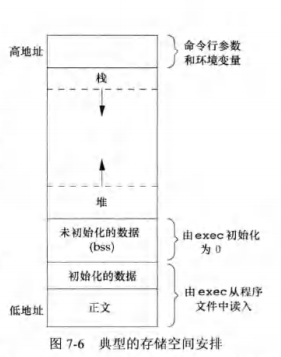 高地址
命令行参数
和环境变量
栈
堆
未初始化的数据
(bss)
由exec初始化
为 0
初始化的数据
由exec从程序
文件中读入
低地址
正文
图 7-6 典型的存储空间安排